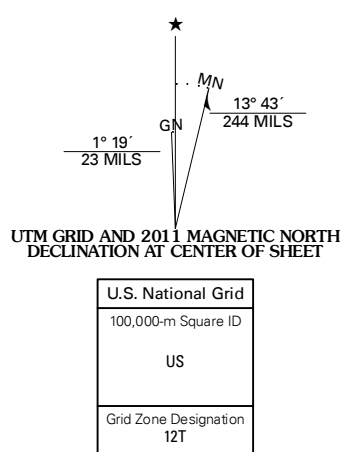 ★
MN
13° 43´
244 MILS
GN
1° 19´
23 MILS
UTM GRID AND 2011 MAGNETIC NORTH
DECLINATION AT CENTER OF SHEET
U.S. National Grid
100,000-m Square ID
US
Grid Zone Designation
12T